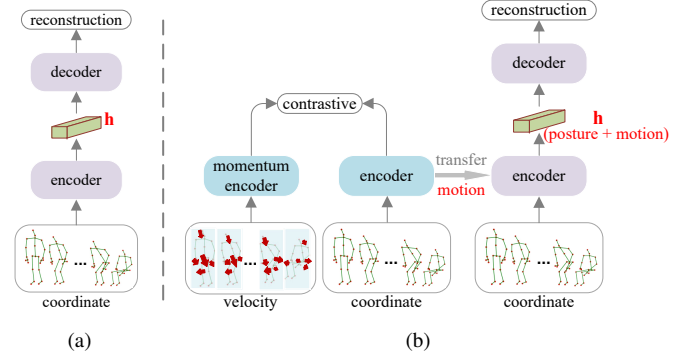 reconstruction
decoder
h
encoder
...
coordinate
(a)
reconstruction
decoder
h
(posture + motion)
contrastive
momentum
encoder
encoder
transfer
motion
encoder
...
velocity
...
coordinate
...
coordinate
(b)